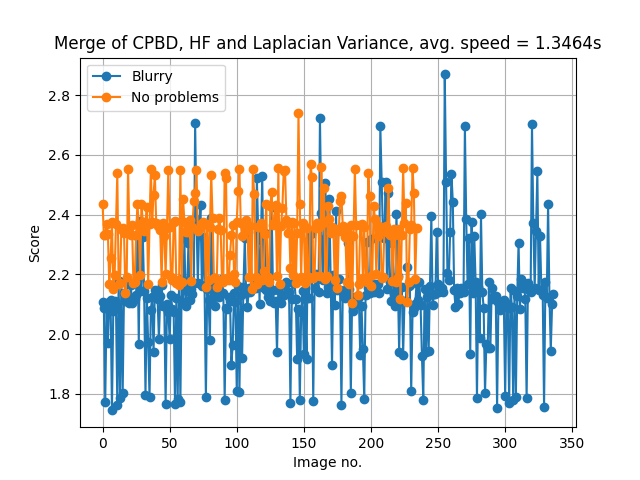 Merge of CPBD, HF and Laplacian Variance, avg. speed = 1.3464s
Blurry
No problems
2.8
2.6
2.4
2.2
2.0
1.8
Score
0 50 100 150 200 250 300 350
Image no.